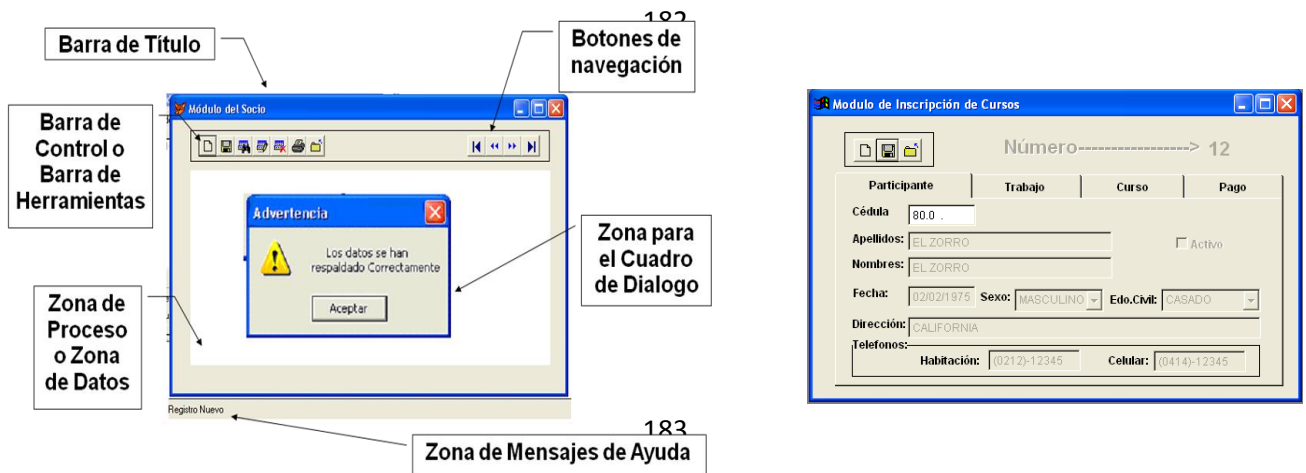 182
Barra de Título
Botones de
navegación
Barra de
Control o
Barra de
Herramientas
Módulo del Socio
Advertencia
Los datos se han
respaldado Correctamente
Aceptar
Zona para
el Cuadro
de Dialogo
Zona de
Proceso
o Zona
de Datos
Registro Nuevo
183
Zona de Mensajes de Ayuda
Modulo de Inscripción de Cursos
Número------------------> 12
Participante Trabajo Curso Pago
Cédula 80.0 .
Apellidos: EL ZORRO Activo
Nombres: EL ZORRO
Fecha: 02/02/1975 Sexo: MASCULINO Edo.Civil: CASADO
Dirección: CALIFORNIA
Telefonos:
Habitación: (0212)-12345 Celular: (0414)-12345